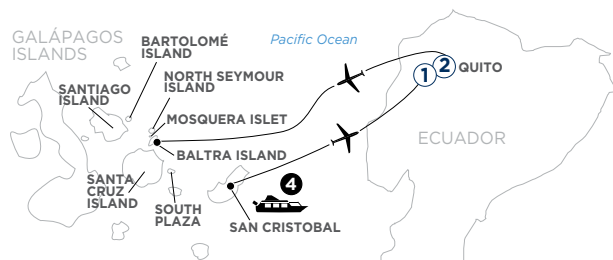 GALÁPAGOS
ISLANDS
BARTOLOMÉ
ISLAND
Pacific Ocean
NORTH SEYMOUR
ISLAND
1
2
QUITO
SANTIAGO
ISLAND
MOSQUERA ISLET
ECUADOR
BALTRA ISLAND
SANTA
CRUZ
ISLAND
SOUTH
PLAZA
4
SAN CRISTOBAL